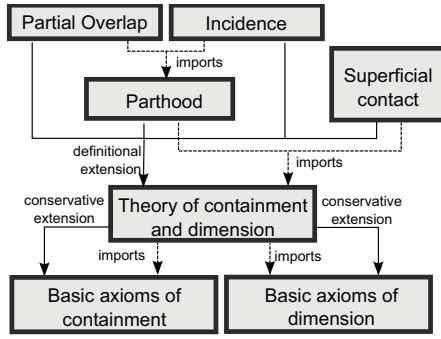 Partial Overlap
Incidence
imports
Superficial
contact
Parthood
definitional
extension
imports
conservative
extension
Theory of containment
and dimension
conservative
extension
imports
imports
Basic axioms of
containment
Basic axioms of
dimension